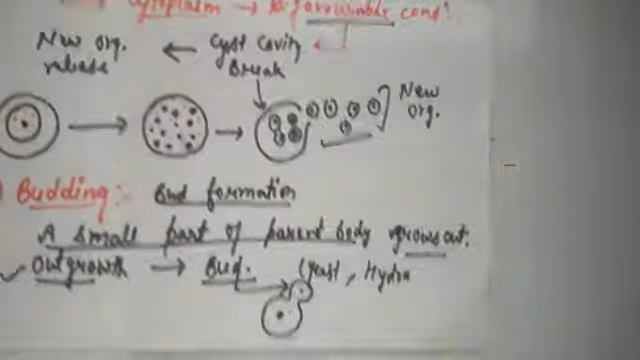 Cytoplasm → favourable cond
New org. release ← Cyst cavity Break
New org.
Budding:- Bud formation
A small part of parent body grows out.
Outgrowth → Bud. (Yeast, Hydra